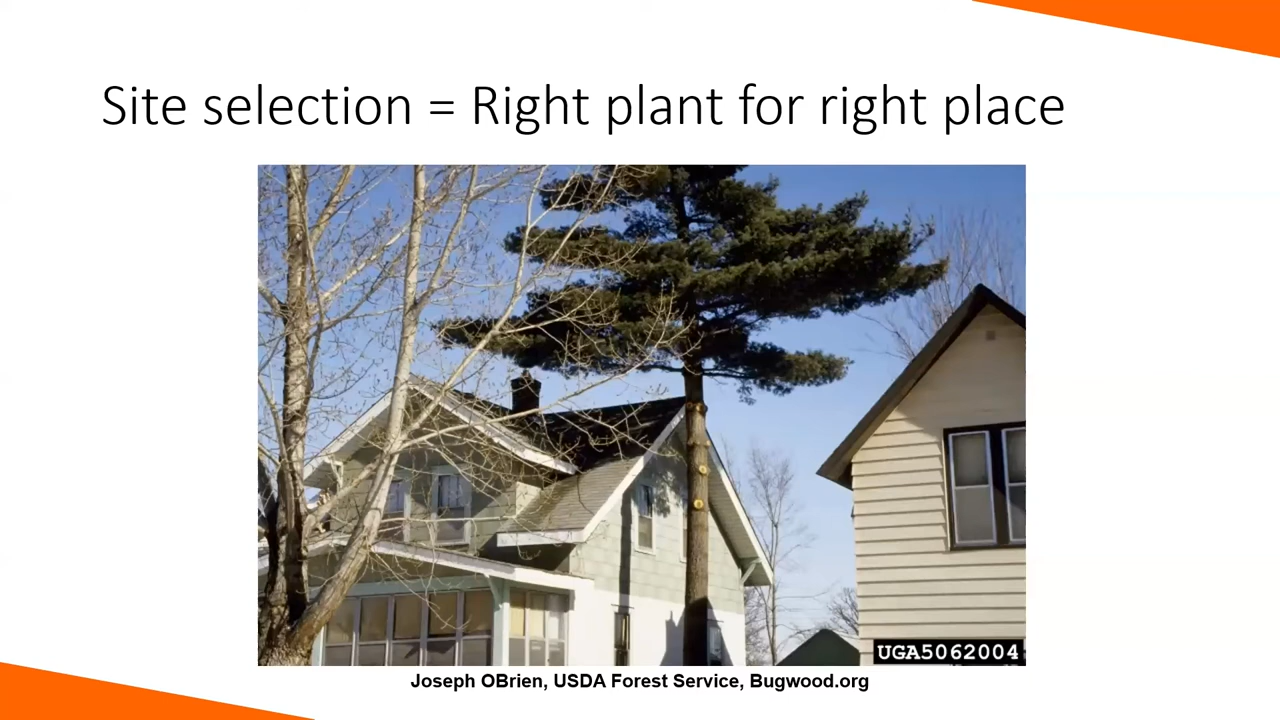 Site selection = Right plant for right place
UGA5062004
Joseph OBrien, USDA Forest Service, Bugwood.org